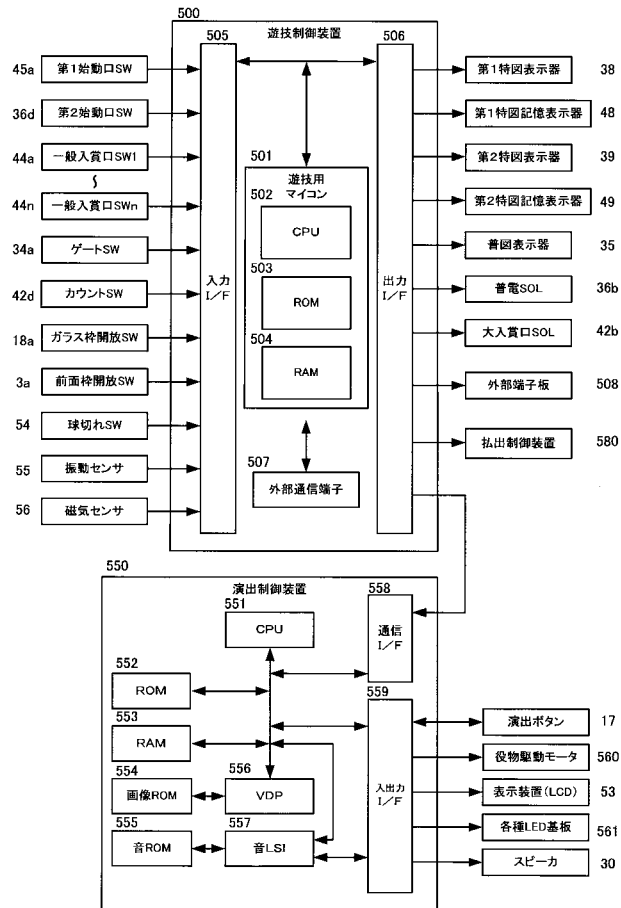 500
遊技制御装置
505
506
45a
第1始動口SW
36d
第2始動口SW
44a
一般入賞口SW1
~
44n
一般入賞口SWn
34a
ゲートSW
42d
カウントSW
18a
ガラス枠開放SW
3a
前面枠開放SW
54
球切れSW
55
振動センサ
56
磁気センサ
入力
I/F
501
遊技用
マイコン
502
CPU
503
ROM
504
RAM
507
外部通信端子
出力
I/F
第1特図表示器
38
第1特図記憶表示器
48
第2特図表示器
39
第2特図記憶表示器
49
普図表示器
35
普電SOL
36b
大入賞口SOL
42b
外部端子板
508
払出制御装置
580
550
演出制御装置
551
CPU
552
ROM
553
RAM
554
画像ROM
555
音ROM
556
VDP
557
音LSI
558
通信
I/F
559
入出力
I/F
演出ボタン
17
役物駆動モータ
560
表示装置(LCD)
53
各種LED基板
561
スピーカ
30